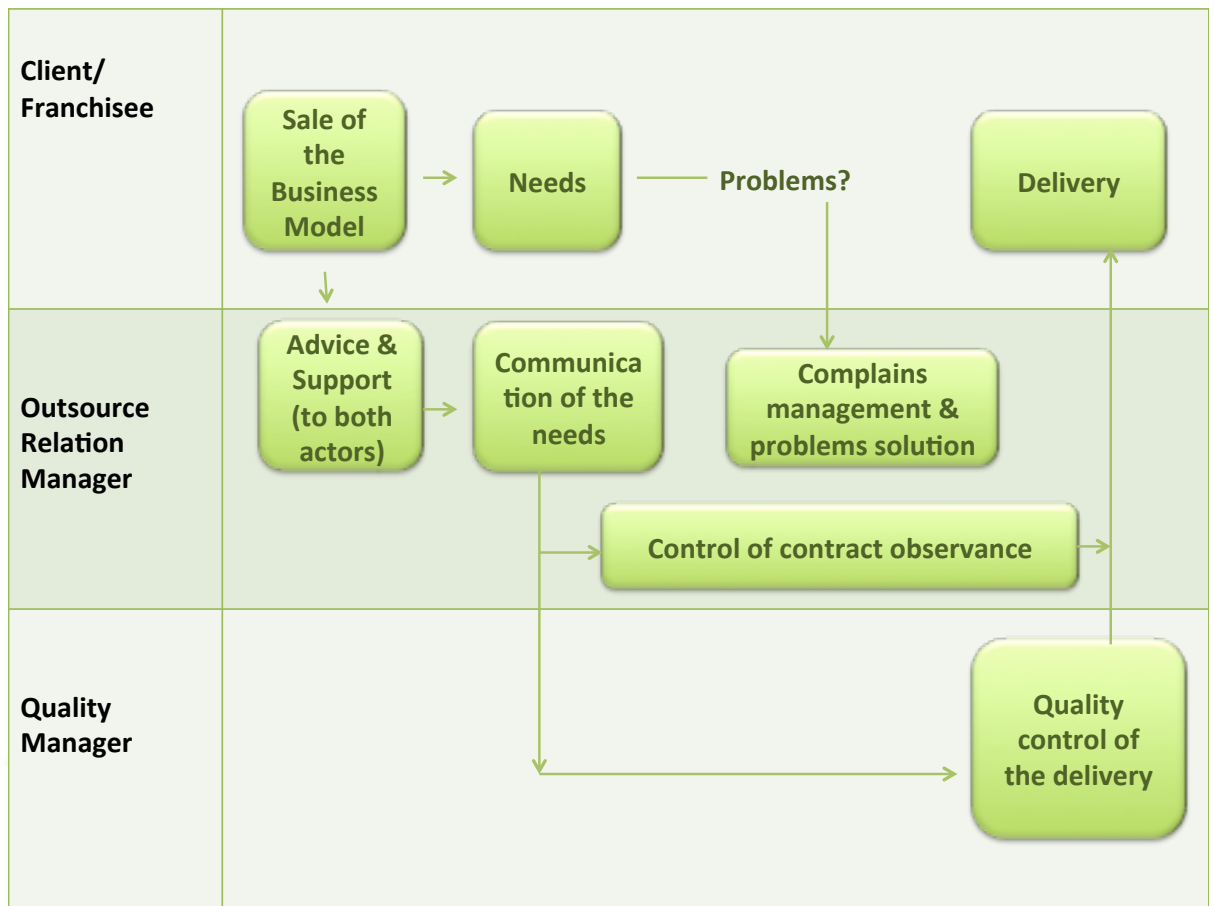 Client/
Franchisee
Sale of
the
Business
Model
Needs
Problems?
Delivery
Outsource
Relation
Manager
Advice &
Support
(to both
actors)
Communica
tion of the
needs
Complains
management &
problems solution
Control of contract observance
Quality
Manager
Quality
control of
the delivery